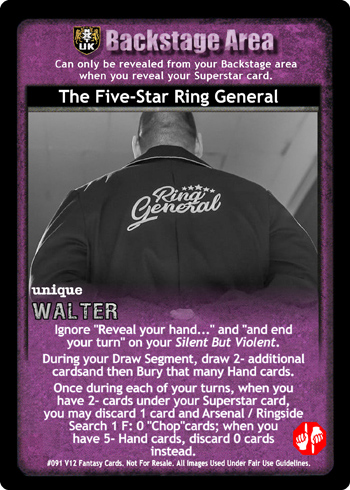 UK
Backstage Area
Can only be revealed from your Backstage area
when you reveal your Superstar card.
The Five-Star Ring General
Ring
General
unique
WALTER
Ignore "Reveal your hand..." and "and end
your turn" on your Silent But Violent.
During your Draw Segment, draw 2- additional
cardsand then Bury that many Hand cards.
Once during each of your turns, when you
have 2- cards under your Superstar card,
you may discard 1 card and Arsenal / Ringside
Search 1 F: 0 "Chop"cards; when you
have 5- Hand cards, discard 0 cards
instead.
#091 V12 Fantasy Cards. Not For Resale. All Images Used Under Fair Use Guidelines.